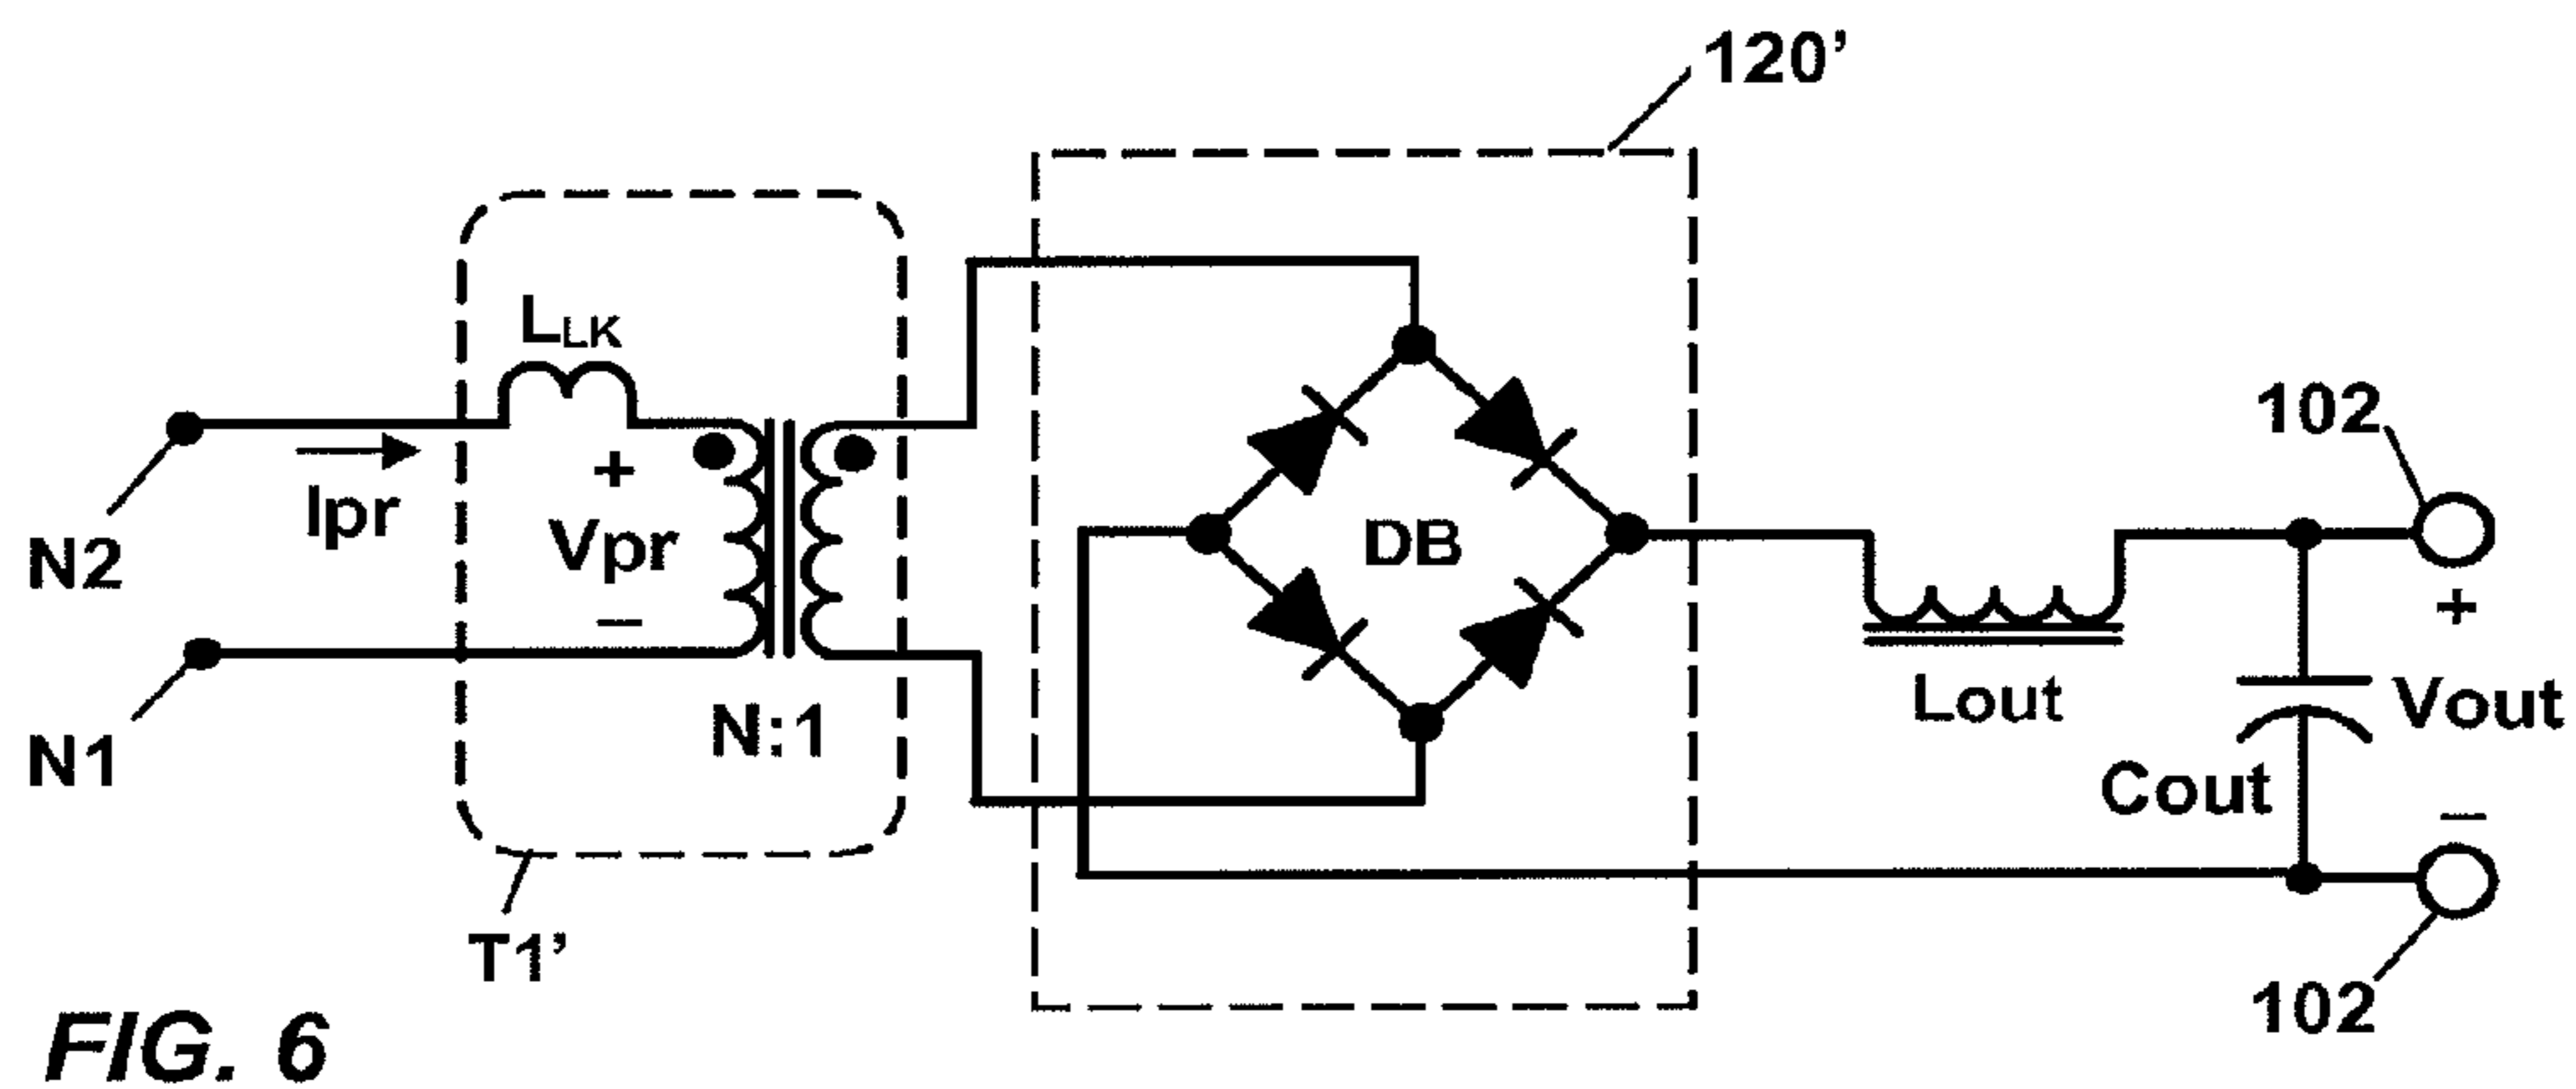 120’
LLK
102
Ipr
+
Vpr
–
DB
N2
+
Lout
Vout
N1
N:1
Cout
–
T1’
102
FIG. 6